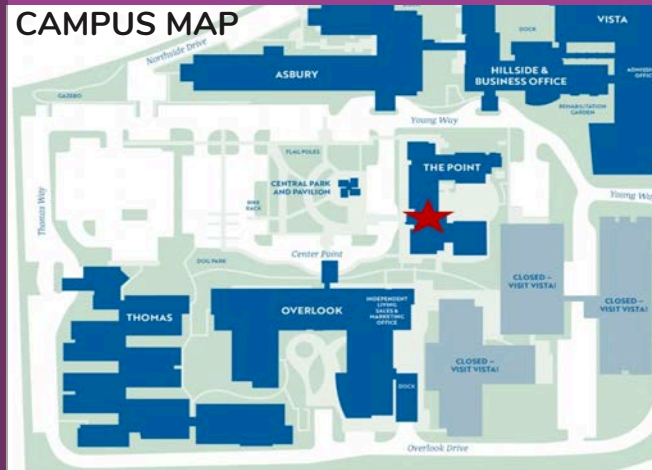 CAMPUS MAP
VISTA
Northside Drive
DOCK
ASBURY
HILLSIDE &
BUSINESS OFFICE
ADMISSIONS
OFFICE
GAZEBO
REHABILITATION
GARDEN
Young Way
FLAG POLES
THE POINT
CENTRAL PARK
AND PAVILION
Young Way
Thomas Way
BIKE
RACK
Center Point
DOG PARK
CLOSED –
VISIT VISTA!
CLOSED –
VISIT VISTA!
THOMAS
OVERLOOK
INDEPENDENT
LIVING
SALES &
MARKETING
OFFICE
CLOSED –
VISIT VISTA!
DOCK
Overlook Drive